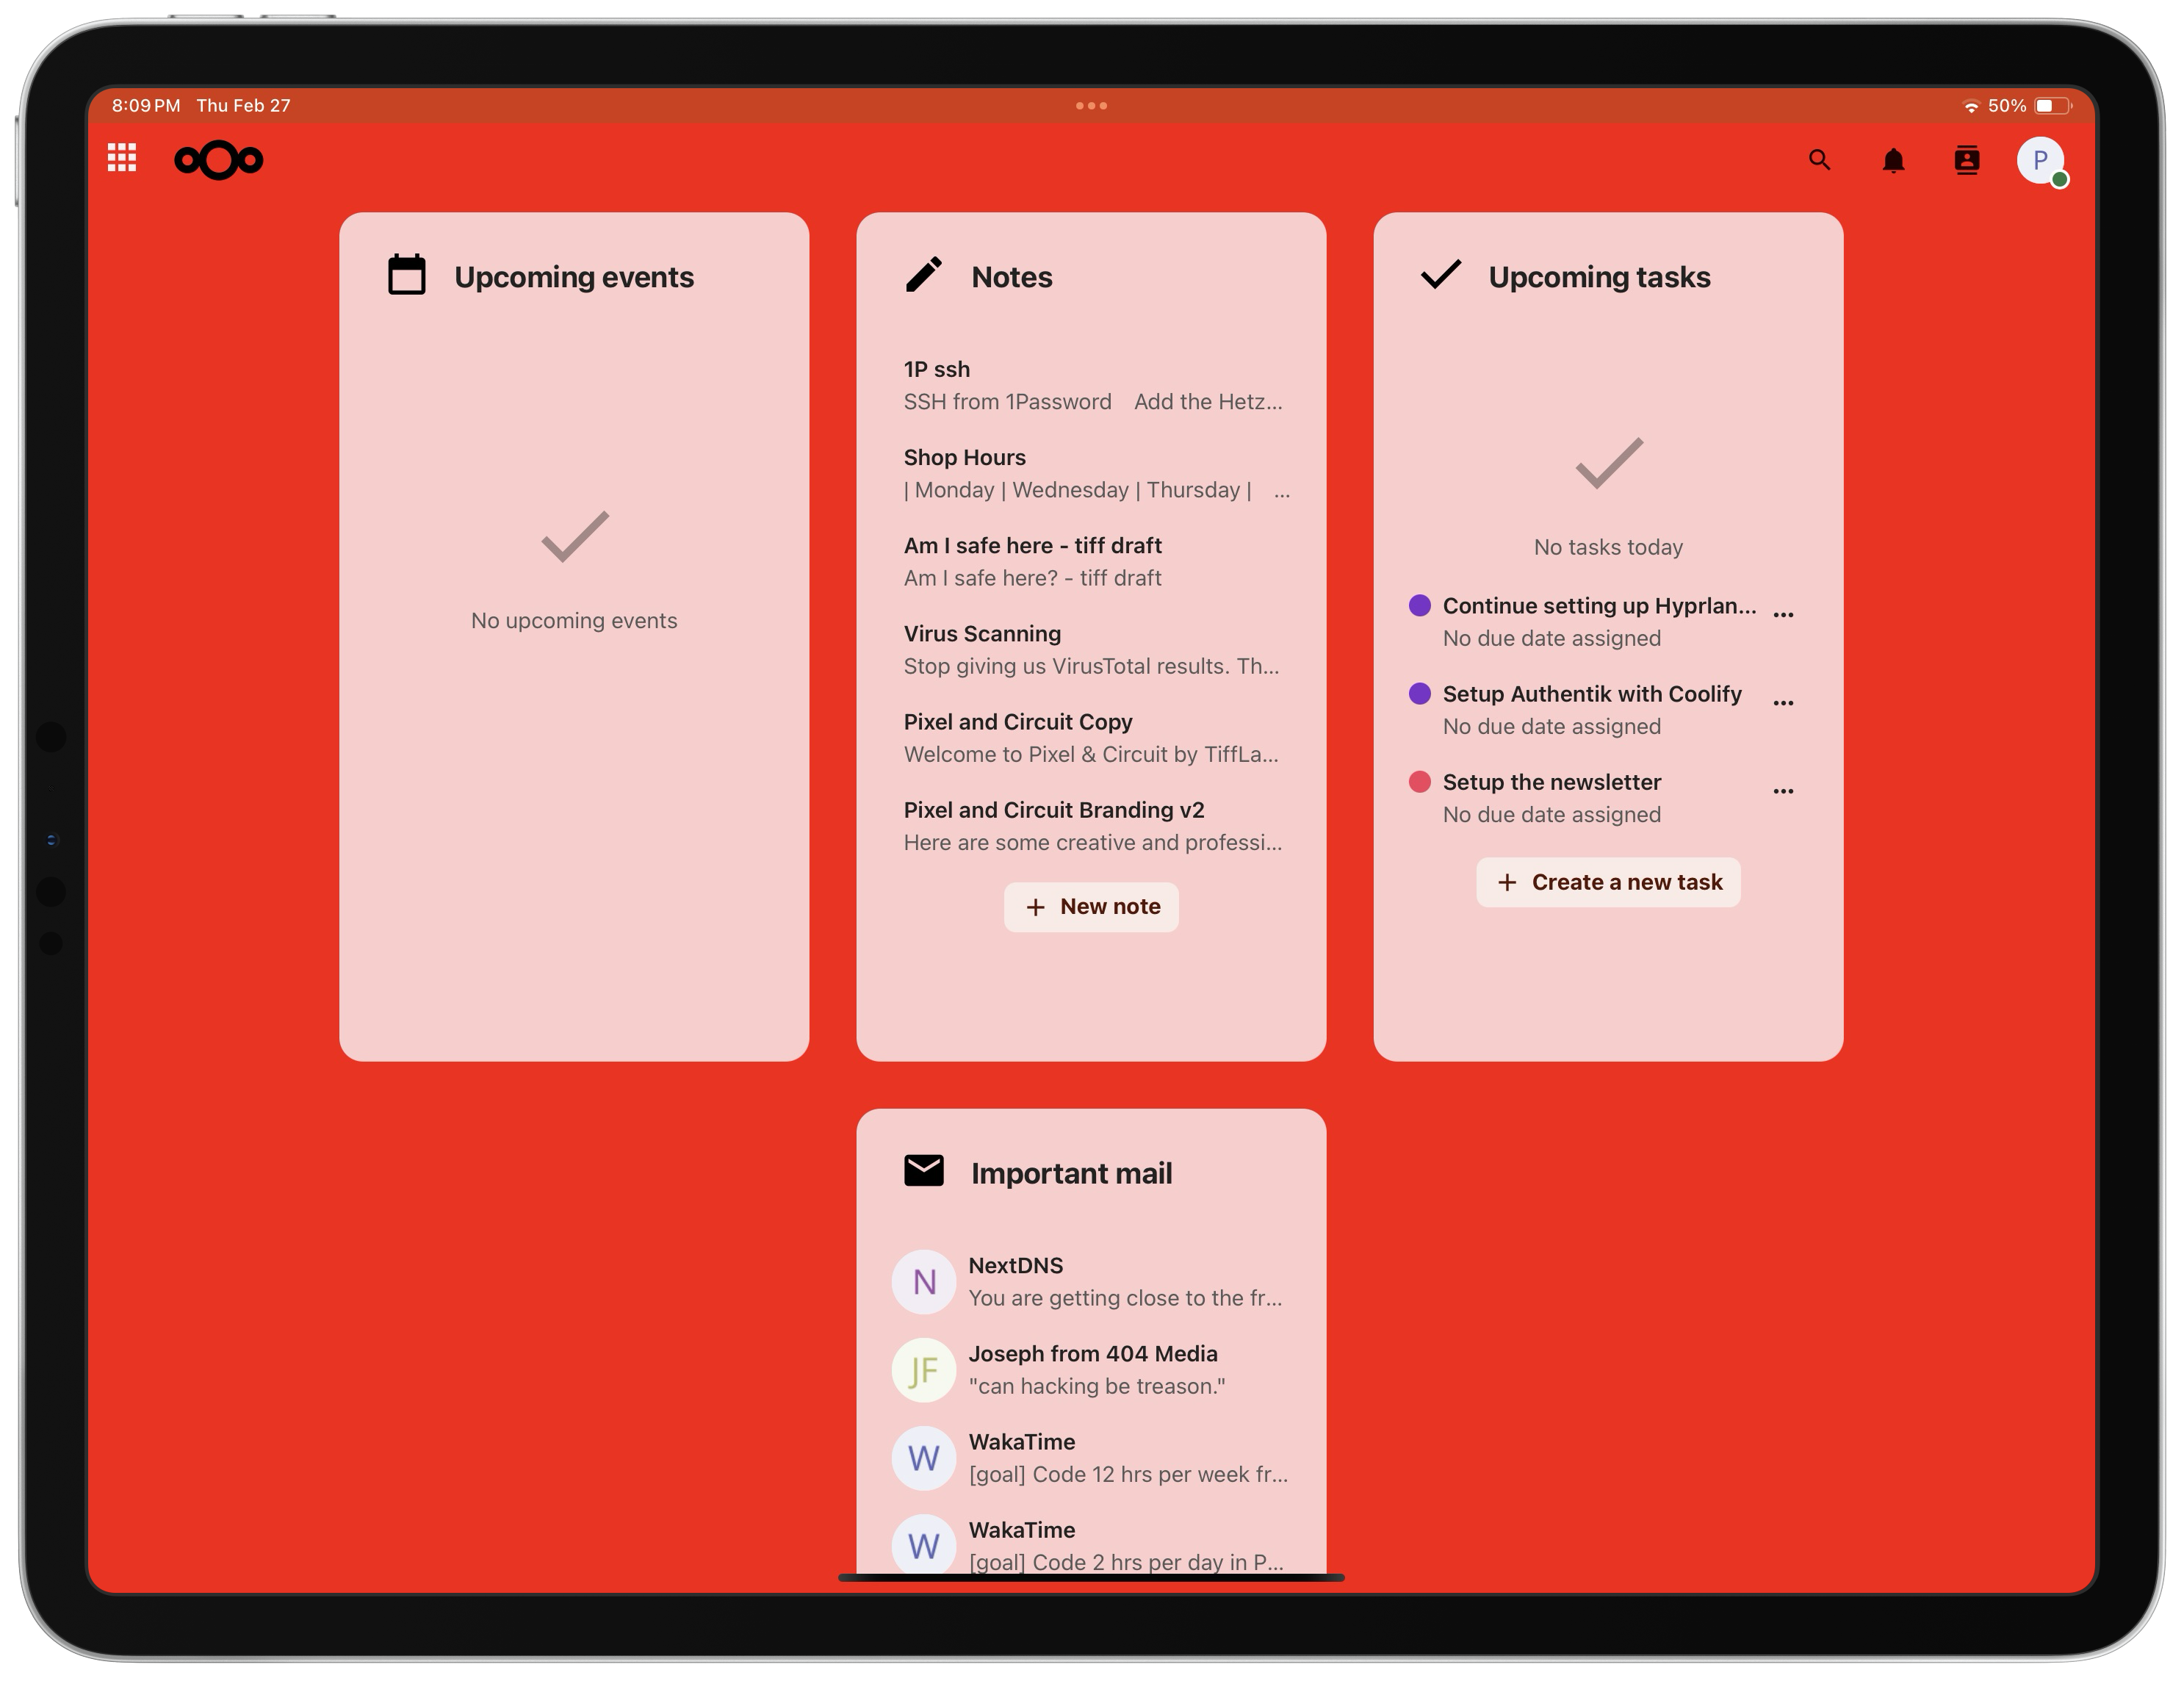 8:09 PM Thu Feb 27
50%
P
Upcoming events
No upcoming events
Notes
1P ssh
SSH from 1Password Add the Hetz...
Shop Hours
| Monday | Wednesday | Thursday | ...
Am I safe here - tiff draft
Am I safe here? - tiff draft
Virus Scanning
Stop giving us VirusTotal results. Th...
Pixel and Circuit Copy
Welcome to Pixel & Circuit by TiffLa...
Pixel and Circuit Branding v2
Here are some creative and professi...
+ New note
Upcoming tasks
No tasks today
Continue setting up Hyprlan...
No due date assigned
Setup Authentik with Coolify
No due date assigned
Setup the newsletter
No due date assigned
+ Create a new task
Important mail
N
NextDNS
You are getting close to the fr...
JF
Joseph from 404 Media
"can hacking be treason."
W
WakaTime
[goal] Code 12 hrs per week fr...
W
WakaTime
[goal] Code 2 hrs per day in P...